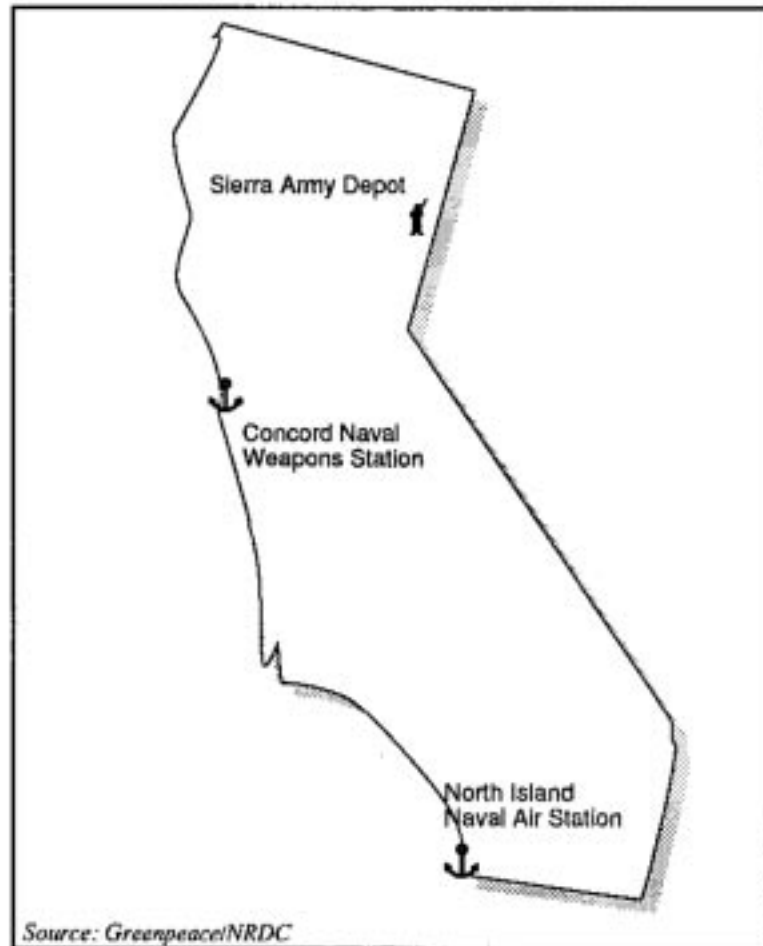 Sierra Army Depot
Concord Naval
Weapons Station
North Island
Naval Air Station
Source: Greenpeace/NRDC